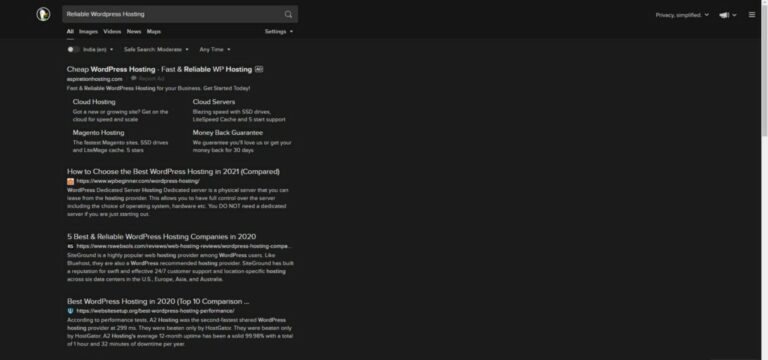 Reliable Wordpress Hosting
Privacy, simplified.
All Images Videos News Maps Settings
India (en) Safe Search: Moderate Any Time
Cheap WordPress Hosting - Fast & Reliable WP Hosting AD
aspirationhosting.com Report Ad
Fast & Reliable WordPress Hosting for your Business. Get Started Today!
Cloud Hosting
Got a new or growing site? Get on the
cloud for speed and scale
Cloud Servers
Blazing speed with SSD drives,
LiteSpeed Cache and 5 start support
Magento Hosting
The fastest Magento sites. SSD drives
and LiteMage cache. 5 stars
Money Back Guarantee
We guarantee you'll love us or get your
money back for 30 days
How to Choose the Best WordPress Hosting in 2021 (Compared)
https://www.wpbeginner.com/wordpress-hosting/
WordPress Dedicated Server Hosting Dedicated server is a physical server that you can
lease from the hosting provider. This allows you to have full control over the server
including the choice of operating system, hardware etc. You DO NOT need a dedicated
server if you are just starting out.
5 Best & Reliable WordPress Hosting Companies in 2020
RS https://www.rswebsols.com/reviews/web-hosting-reviews/wordpress-hosting-compa...
SiteGround is a highly popular web hosting provider among WordPress users. Like
Bluehost, they are also a WordPress recommended hosting provider. SiteGround has built
a reputation for swift and effective 24/7 customer support and location-specific hosting
across six data centers in the U.S., Europe, Asia, and Australia.
Best WordPress Hosting in 2020 (Top 10 Comparison ...
https://websitesetup.org/best-wordpress-hosting-performance/
According to performance tests, A2 Hosting was the second-fastest shared WordPress
hosting provider at 299 ms. They were beaten only by HostGator. They were beaten only
by HostGator. A2 Hosting's average 12-month uptime has been a solid 99.98% with a total
of 1 hour and 32 minutes of downtime per year.